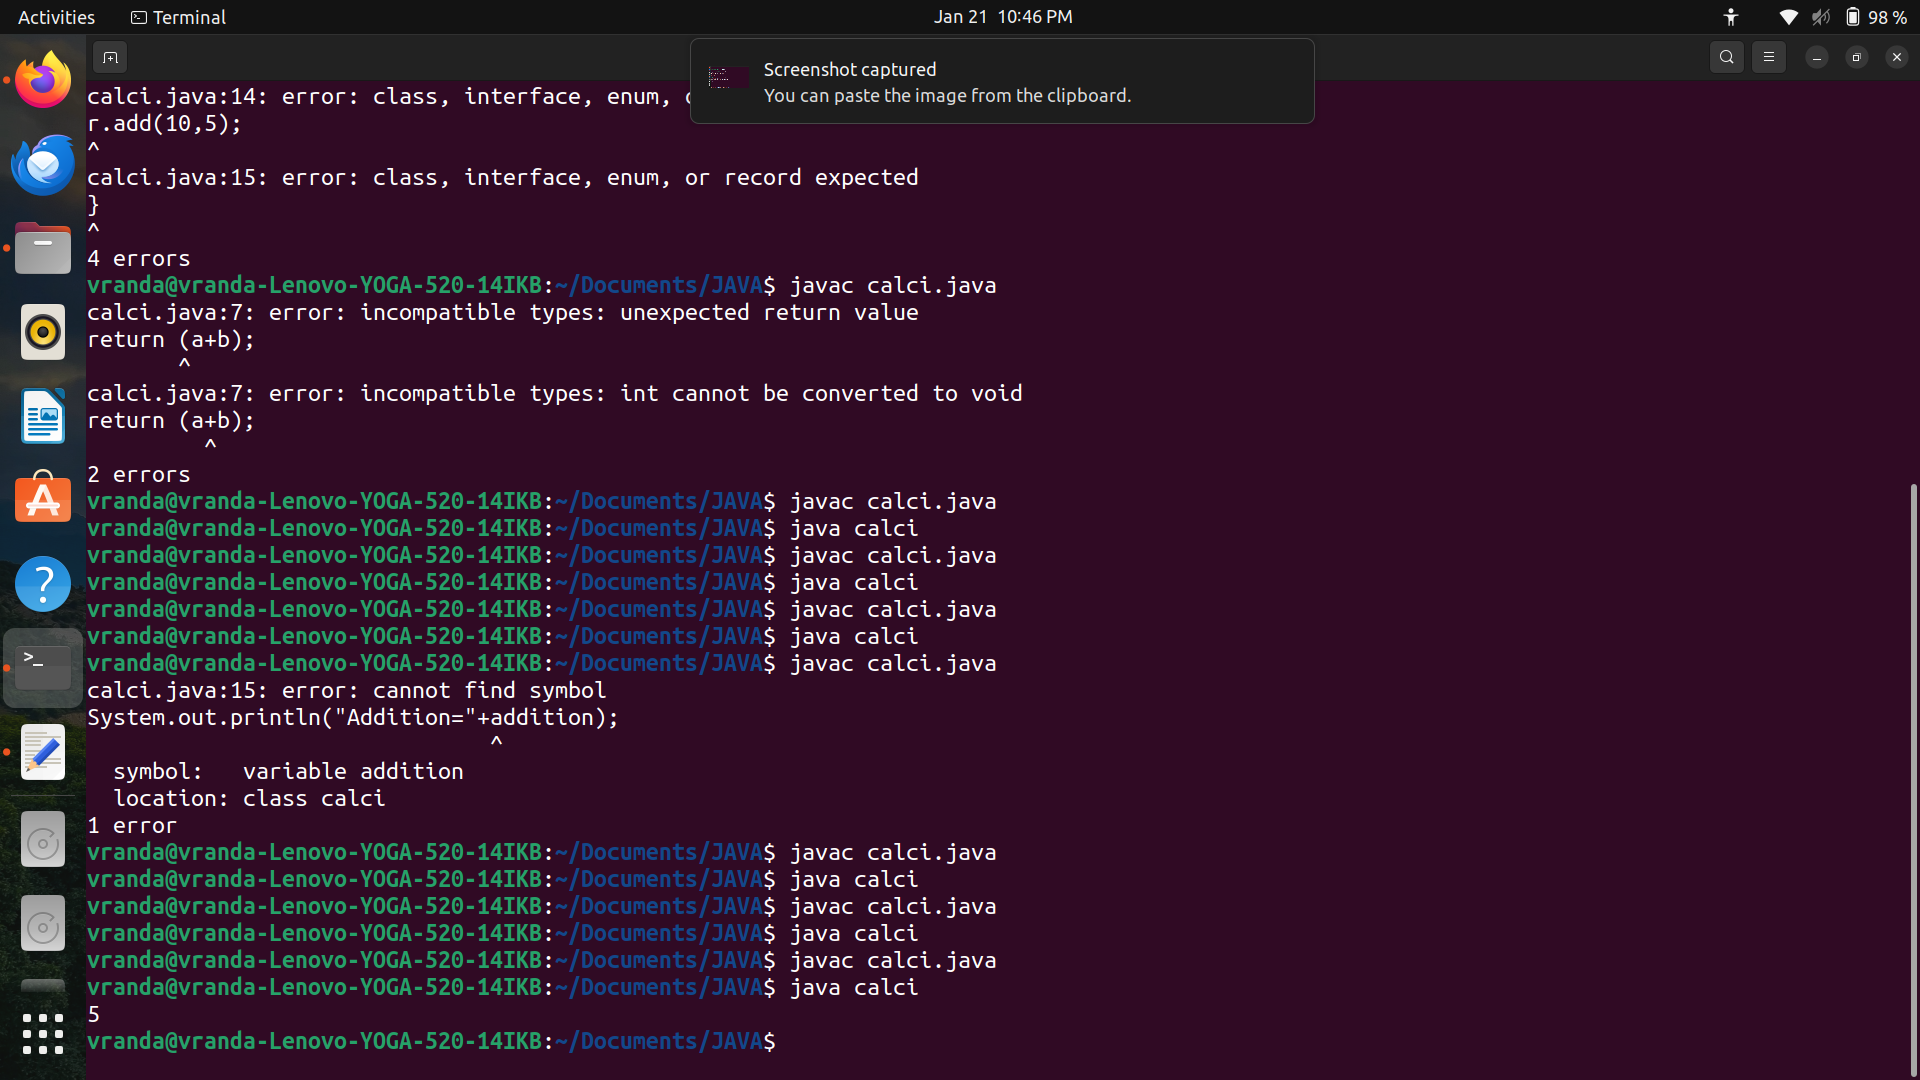 Activities
Terminal
Jan 21 10:46 PM
98 %
Screenshot captured
You can paste the image from the clipboard.
calci.java:14: error: class, interface, enum,
r.add(10,5);
^
calci.java:15: error: class, interface, enum, or record expected
}
^
4 errors
vranda@vranda-Lenovo-YOGA-520-14IKB:~/Documents/JAVA$ javac calci.java
calci.java:7: error: incompatible types: unexpected return value
return (a+b);
       ^
calci.java:7: error: incompatible types: int cannot be converted to void
return (a+b);
         ^
2 errors
vranda@vranda-Lenovo-YOGA-520-14IKB:~/Documents/JAVA$ javac calci.java
vranda@vranda-Lenovo-YOGA-520-14IKB:~/Documents/JAVA$ java calci
vranda@vranda-Lenovo-YOGA-520-14IKB:~/Documents/JAVA$ javac calci.java
vranda@vranda-Lenovo-YOGA-520-14IKB:~/Documents/JAVA$ java calci
vranda@vranda-Lenovo-YOGA-520-14IKB:~/Documents/JAVA$ javac calci.java
vranda@vranda-Lenovo-YOGA-520-14IKB:~/Documents/JAVA$ java calci
vranda@vranda-Lenovo-YOGA-520-14IKB:~/Documents/JAVA$ javac calci.java
calci.java:15: error: cannot find symbol
System.out.println("Addition="+addition);
                               ^
  symbol:   variable addition
  location: class calci
1 error
vranda@vranda-Lenovo-YOGA-520-14IKB:~/Documents/JAVA$ javac calci.java
vranda@vranda-Lenovo-YOGA-520-14IKB:~/Documents/JAVA$ java calci
vranda@vranda-Lenovo-YOGA-520-14IKB:~/Documents/JAVA$ javac calci.java
vranda@vranda-Lenovo-YOGA-520-14IKB:~/Documents/JAVA$ java calci
vranda@vranda-Lenovo-YOGA-520-14IKB:~/Documents/JAVA$ javac calci.java
vranda@vranda-Lenovo-YOGA-520-14IKB:~/Documents/JAVA$ java calci
5
vranda@vranda-Lenovo-YOGA-520-14IKB:~/Documents/JAVA$